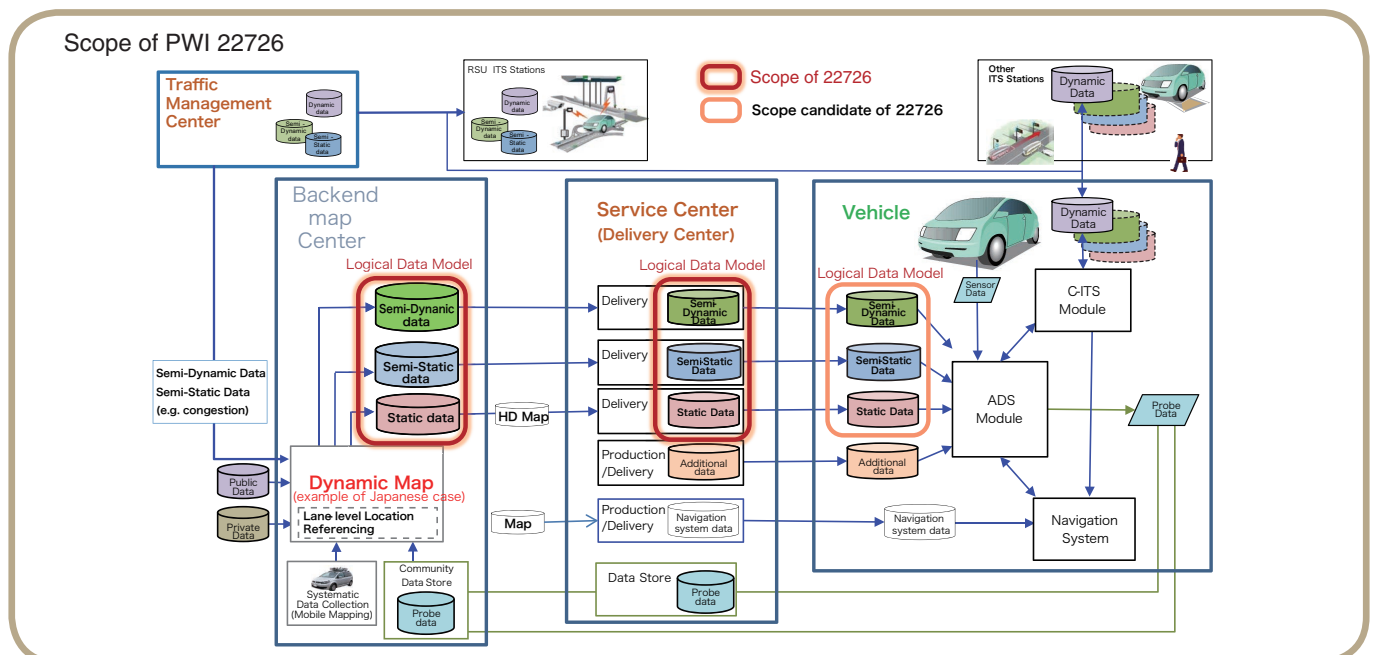 Scope of PWI 22726
Traffic
Management
Center
Dynamic
data
Semi -
Dynamic
data
Semi -
Static
data
RSU ITS Stations
Dynamic
data
Semi -
Dynamic
data
Semi -
Static
data
Scope of 22726
Scope candidate of 22726
Other
ITS Stations
Dynamic
Data
Backend
map
Center
Logical Data Model
Semi-Dynanic
data
Semi-Static
data
Static data
HD Map
Semi-Dynamic Data
Semi-Static Data
(e.g. congestion)
Public
Data
Private
Data
Dynamic Map
(example of Japanese case)
Lane-level Location
Referencing
Systematic
Data Collection
(Mobile Mapping)
Community
Data Store
Probe
data
Map
Service Center
(Delivery Center)
Logical Data Model
Delivery
Semi-
Dynamic
Data
Delivery
Semi-Static
Data
Delivery
Static Data
Production
/Delivery
Additional
data
Production
/Delivery
Navigation
system data
Data Store
Probe
data
Vehicle
Logical Data Model
Semi-
Dynamic
Data
Semi-Static
Data
Static Data
Additional
data
Navigation
system data
Sensor
Data
Dynamic
Data
C-ITS
Module
ADS
Module
Navigation
System
Probe
Data